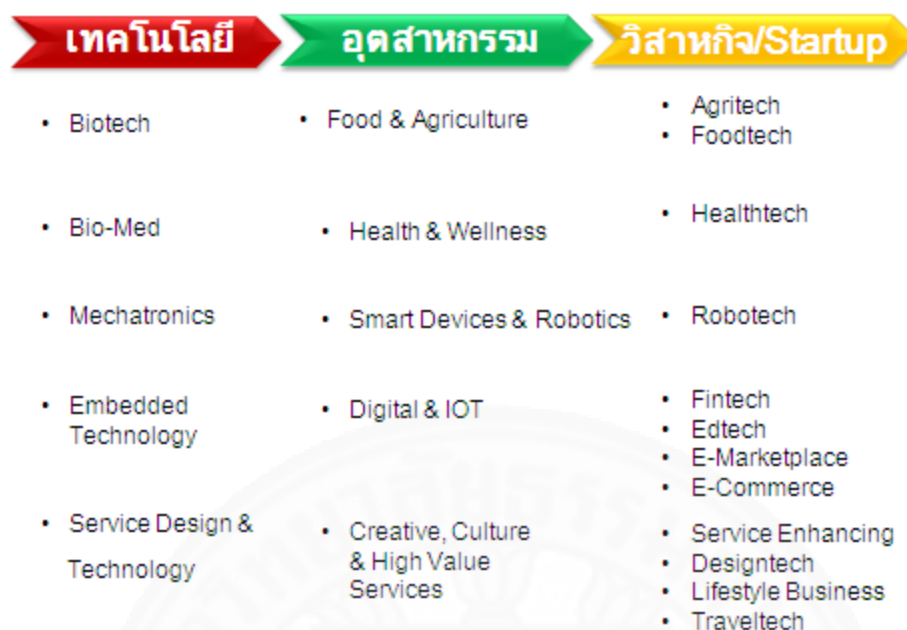 เทคโนโลยี
อุตสาหกรรม
วิสาหกิจ/Startup
• Biotech
• Food & Agriculture
• Agritech
• Foodtech
• Bio-Med
• Health & Wellness
• Healthtech
• Mechatronics
• Smart Devices & Robotics
• Robotech
• Embedded
Technology
• Digital & IOT
• Fintech
• Edtech
• E-Marketplace
• E-Commerce
• Service Design &
Technology
• Creative, Culture
& High Value
Services
• Service Enhancing
• Designtech
• Lifestyle Business
• Traveltech